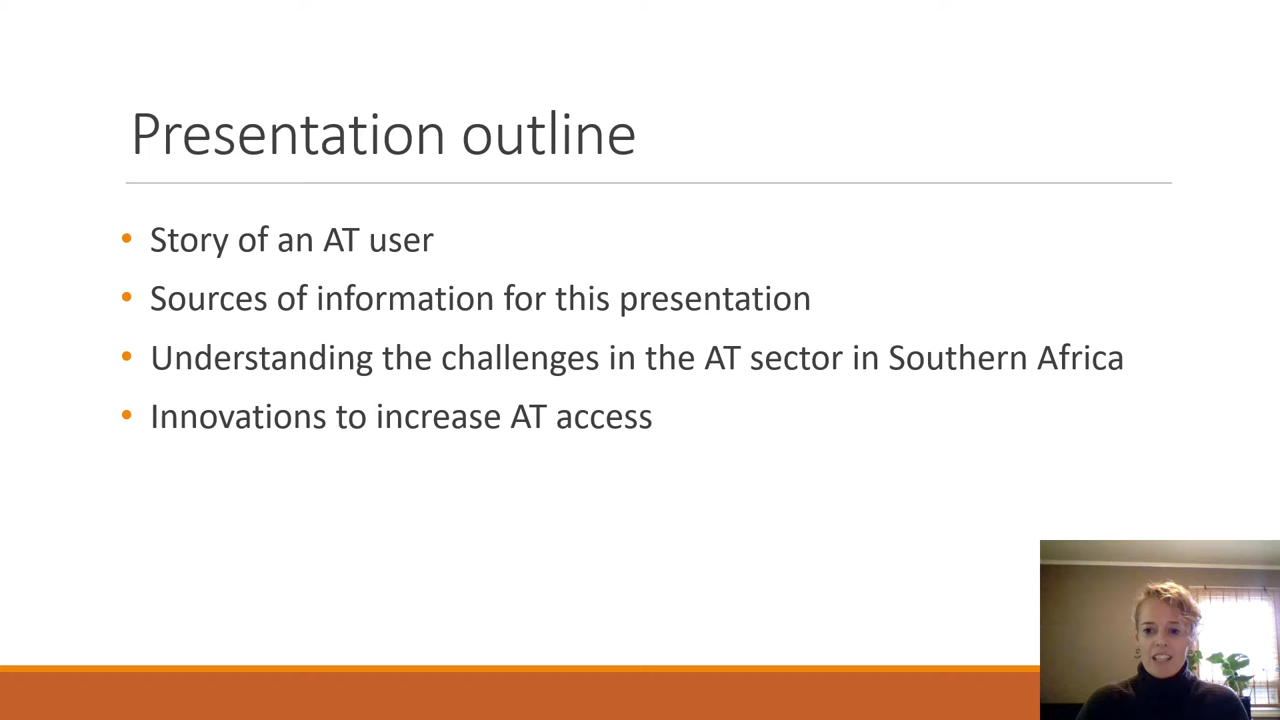 Presentation outline
• Story of an AT user
• Sources of information for this presentation
• Understanding the challenges in the AT sector in Southern Africa
• Innovations to increase AT access